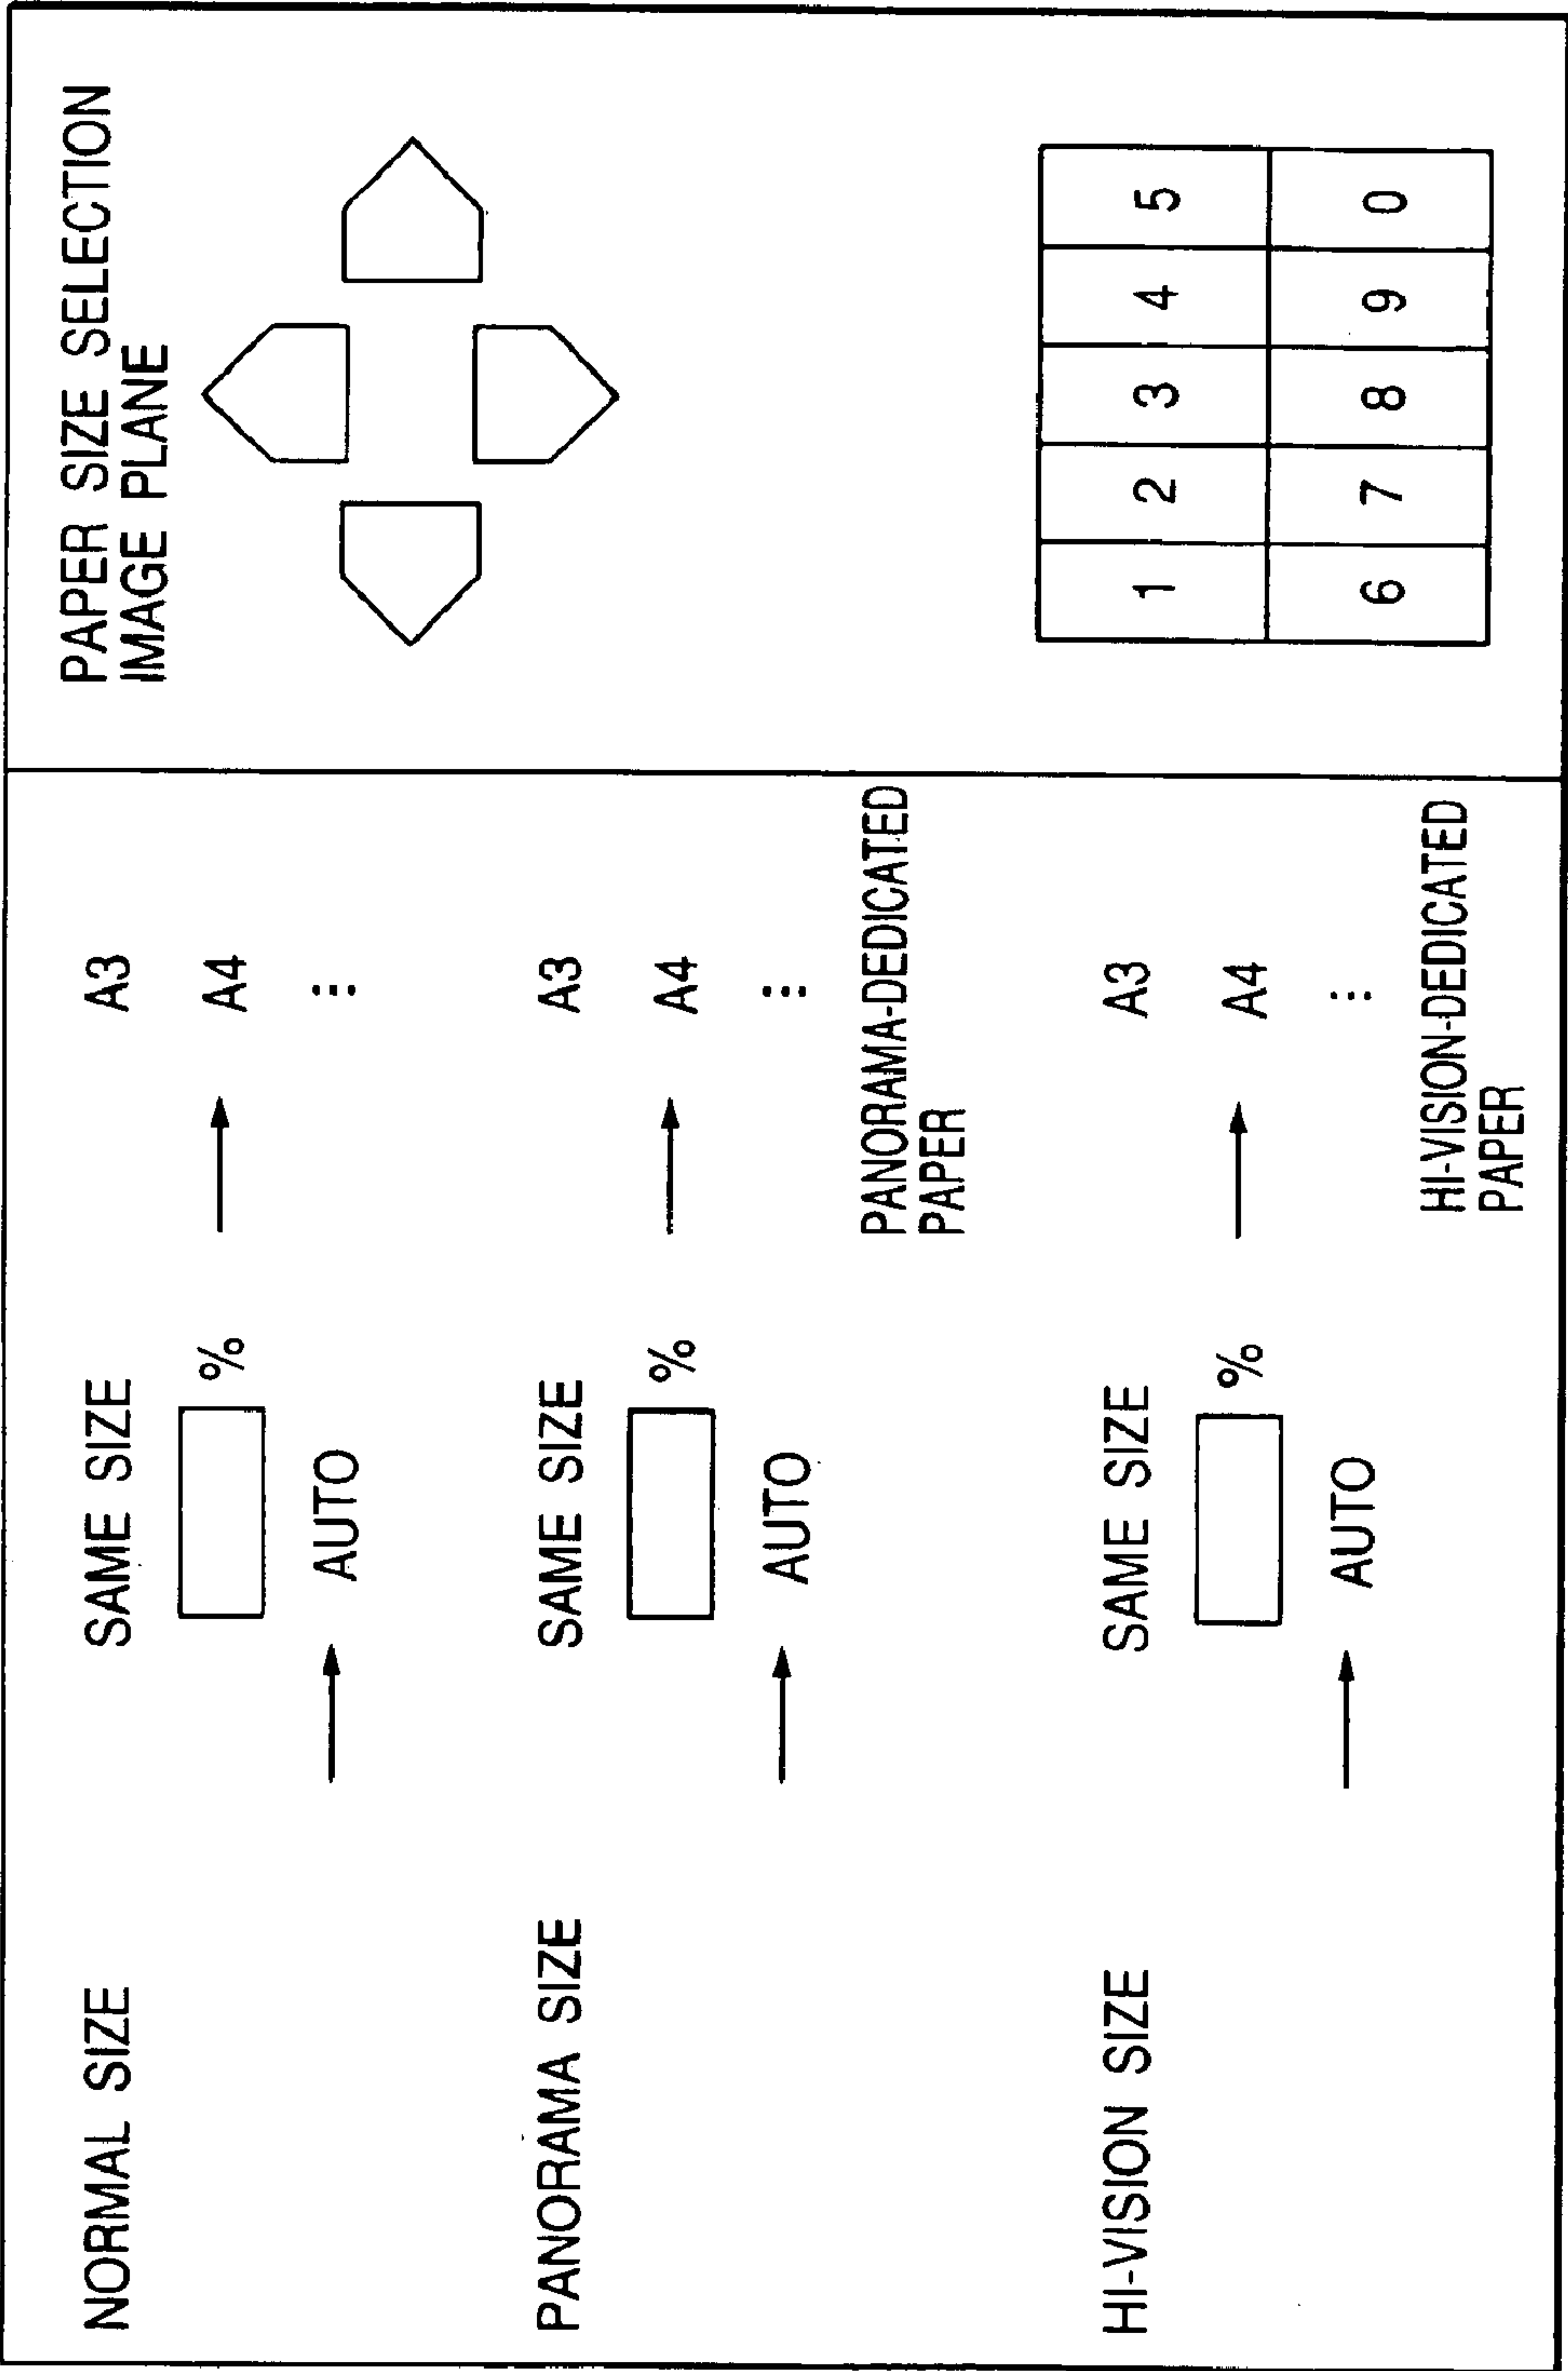 NORMAL SIZE
SAME SIZE
%
AUTO
A3
A4
⋮
PANORAMA SIZE
SAME SIZE
%
AUTO
A3
A4
⋮
PANORAMA-DEDICATED
PAPER
HI-VISION SIZE
SAME SIZE
%
AUTO
A3
A4
⋮
HI-VISION-DEDICATED
PAPER
PAPER SIZE SELECTION
IMAGE PLANE
1 2 3 4 5
6 7 8 9 0